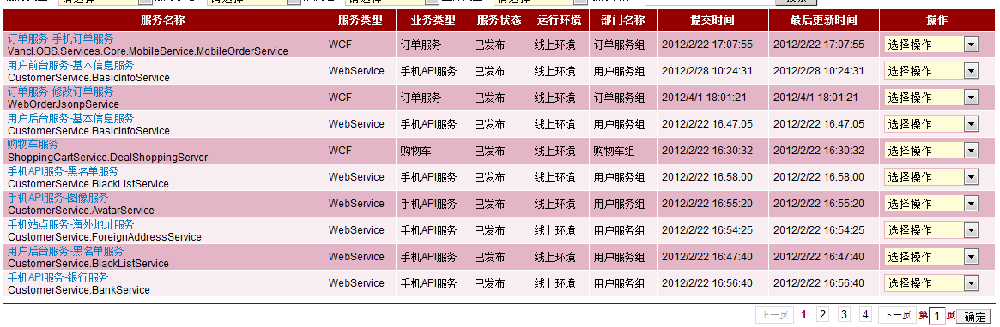 服务名称 服务类型 业务类型 服务状态 运行环境 部门名称 提交时间 最后更新时间 操作
订单服务-手机订单服务
Vancl.OBS.Services.Core.MobileService.MobileOrderService
WCF 订单服务 已发布 线上环境 订单服务组 2012/2/22 17:07:55 2012/2/22 17:07:55 选择操作
用户前台服务-基本信息服务
CustomerService.BasicInfoService
WebService 手机API服务 已发布 线上环境 用户服务组 2012/2/28 10:24:31 2012/2/28 10:24:31 选择操作
订单服务-修改订单服务
WebOrderJsonpService
WCF 订单服务 已发布 线上环境 订单服务组 2012/4/1 18:01:21 2012/4/1 18:01:21 选择操作
用户后台服务-基本信息服务
CustomerService.BasicInfoService
WebService 手机API服务 已发布 线上环境 用户服务组 2012/2/22 16:47:05 2012/2/22 16:47:05 选择操作
购物车服务
ShoppingCartService.DealShoppingServer
WCF 购物车 已发布 线上环境 购物车组 2012/2/22 16:30:32 2012/2/22 16:30:32 选择操作
手机API服务-黑名单服务
CustomerService.BlackListService
WebService 手机API服务 已发布 线上环境 用户服务组 2012/2/22 16:58:00 2012/2/22 16:58:00 选择操作
手机API服务-图像服务
CustomerService.AvatarService
WebService 手机API服务 已发布 线上环境 用户服务组 2012/2/22 16:55:20 2012/2/22 16:55:20 选择操作
手机站点服务-海外地址服务
CustomerService.ForeignAddressService
WebService 手机API服务 已发布 线上环境 用户服务组 2012/2/22 16:54:25 2012/2/22 16:54:25 选择操作
用户后台服务-黑名单服务
CustomerService.BlackListService
WebService 手机API服务 已发布 线上环境 用户服务组 2012/2/22 16:47:40 2012/2/22 16:47:40 选择操作
手机API服务-银行服务
CustomerService.BankService
WebService 手机API服务 已发布 线上环境 用户服务组 2012/2/22 16:56:40 2012/2/22 16:56:40 选择操作
上一页 1 2 3 4 下一页 第 1 页 确定